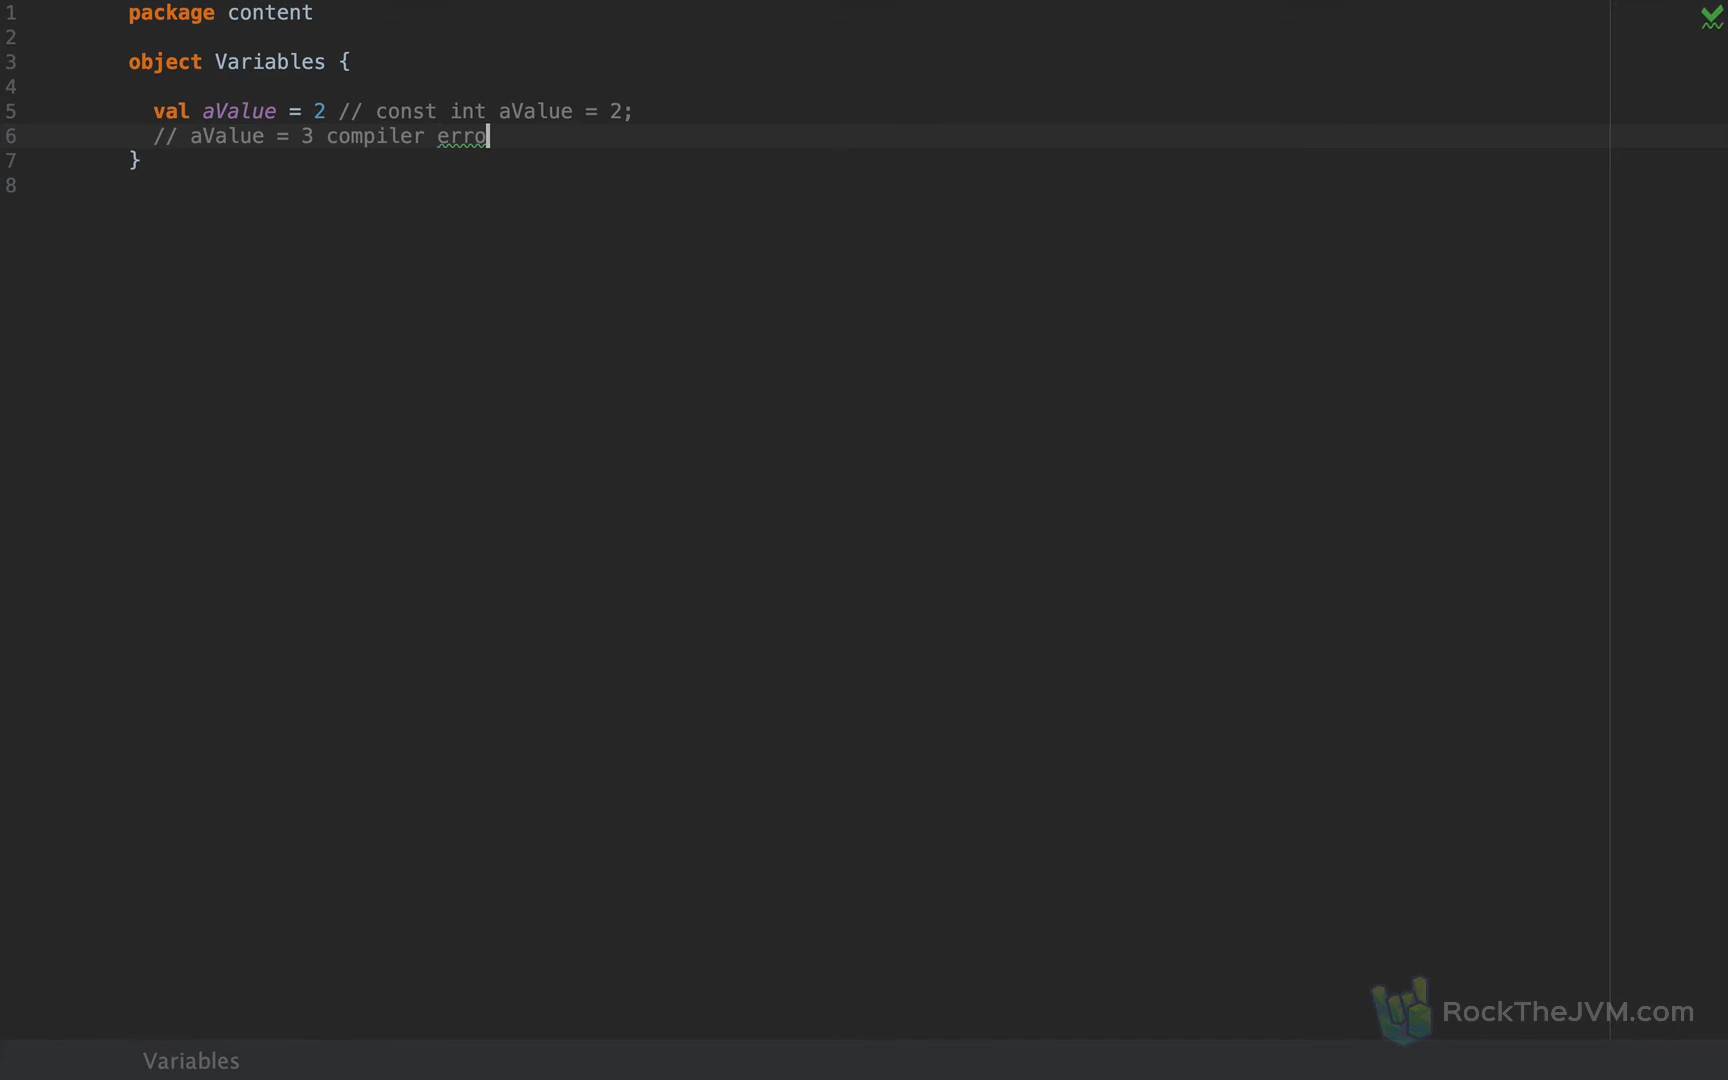 1 package content
2
3 object Variables {
4
5 val aValue = 2 // const int aValue = 2;
6 // aValue = 3 compiler erro
7 }
8
RockTheJVM.com
Variables